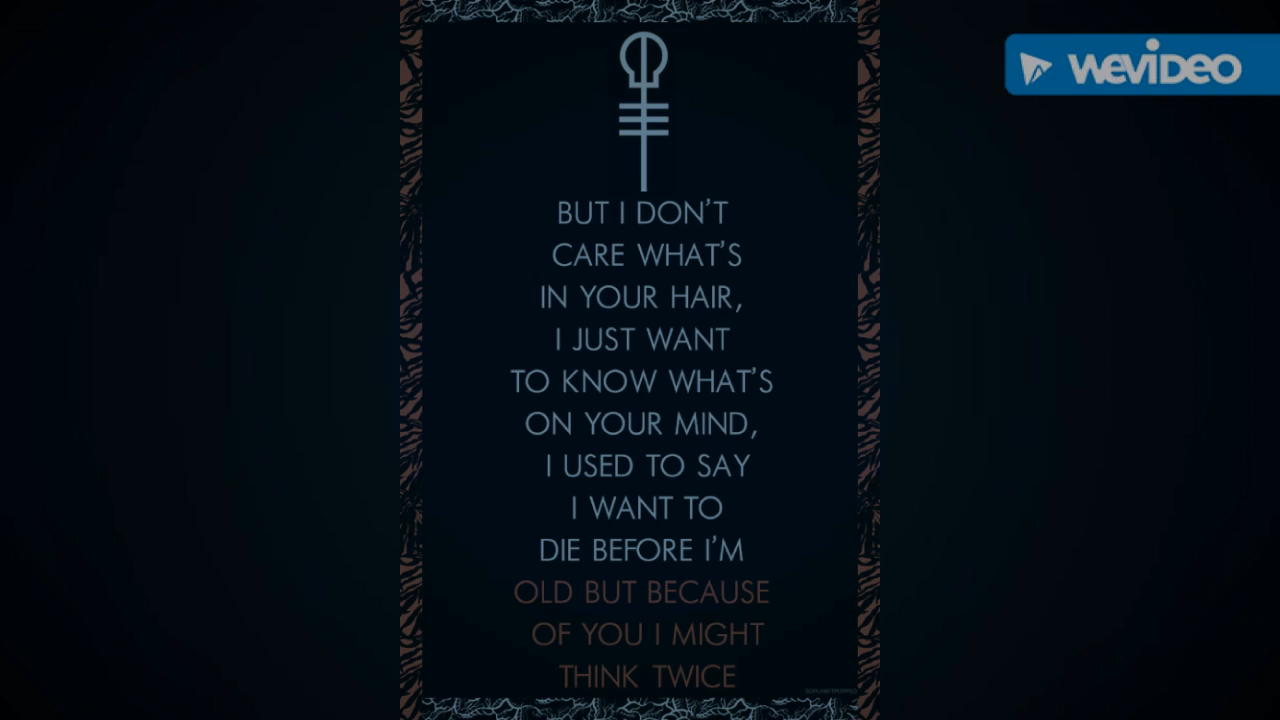 WEVIDEO
BUT I DON'T
CARE WHAT'S
IN YOUR HAIR,
I JUST WANT
TO KNOW WHAT'S
ON YOUR MIND,
I USED TO SAY
I WANT TO
DIE BEFORE I'M
OLD BUT BECAUSE
OF YOU I MIGHT
THINK TWICE